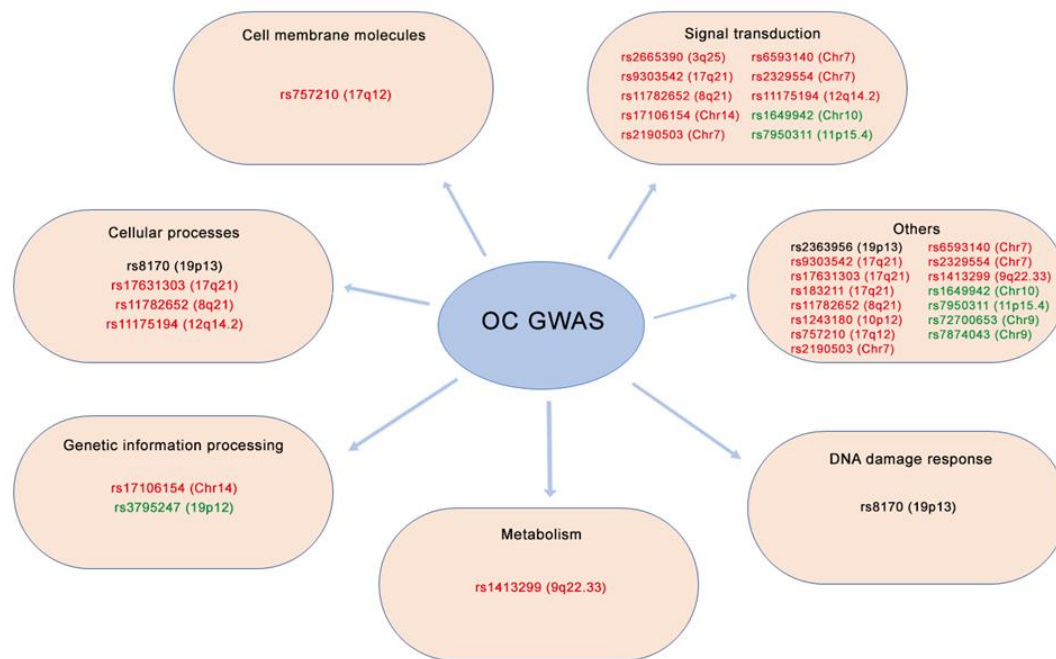 Cell membrane molecules
rs757210 (17q12)
Signal transduction
rs2665390 (3q25) rs6593140 (Chr7)
rs9303542 (17q21) rs2329554 (Chr7)
rs11782652 (8q21) rs11175194 (12q14.2)
rs17106154 (Chr14) rs1649942 (Chr10)
rs2190503 (Chr7) rs7950311 (11p15.4)
Cellular processes
rs8170 (19p13)
rs17631303 (17q21)
rs11782652 (8q21)
rs11175194 (12q14.2)
OC GWAS
Others
rs2363956 (19p13) rs6593140 (Chr7)
rs9303542 (17q21) rs2329554 (Chr7)
rs17631303 (17q21) rs1413299 (9q22.33)
rs183211 (17q21) rs1649942 (Chr10)
rs11782652 (8q21) rs7950311 (11p15.4)
rs1243180 (10p12) rs72700653 (Chr9)
rs757210 (17q12) rs7874043 (Chr9)
rs2190503 (Chr7)
Genetic information processing
rs17106154 (Chr14)
rs3795247 (19p12)
Metabolism
rs1413299 (9q22.33)
DNA damage response
rs8170 (19p13)